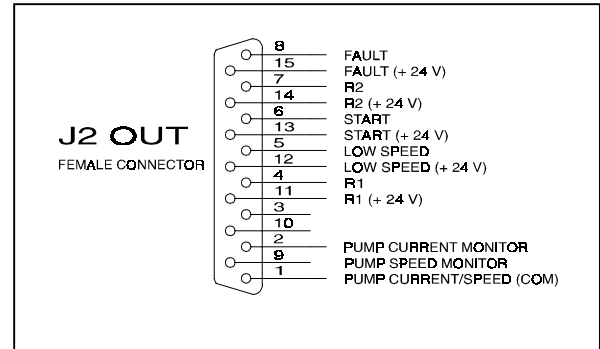 J2 OUT
FEMALE CONNECTOR
8 FAULT
15 FAULT (+ 24 V)
7 R2
14 R2 (+ 24 V)
6 START
13 START (+ 24 V)
5 LOW SPEED
12 LOW SPEED (+ 24 V)
4 R1
11 R1 (+ 24 V)
3
10
2 PUMP CURRENT MONITOR
9 PUMP SPEED MONITOR
1 PUMP CURRENT/SPEED (COM)